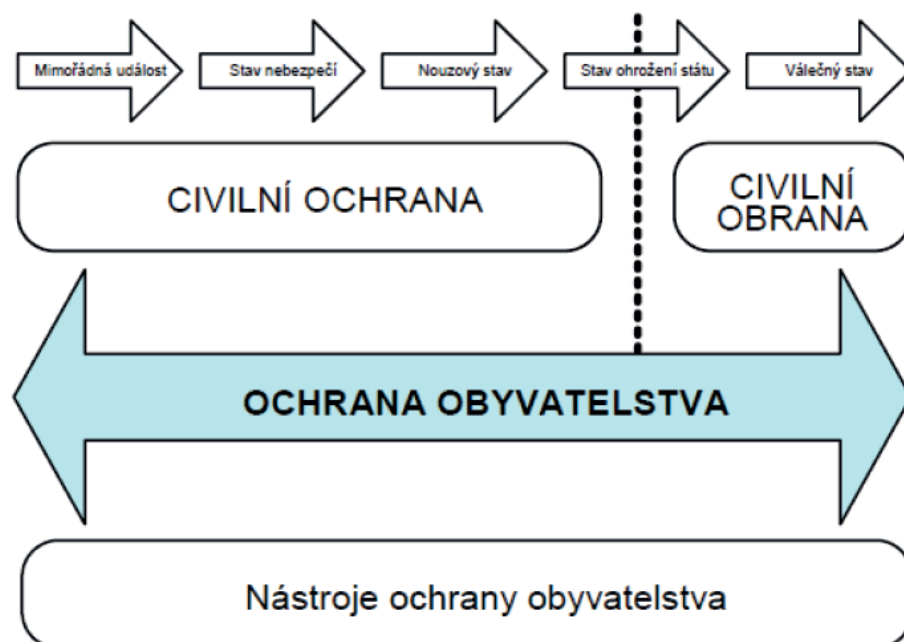 Mimořádná událost
Stav nebezpečí
Nouzový stav
Stav ohrožení státu
Válečný stav
CIVILNÍ OCHRANA
CIVILNÍ
OBRANA
OCHRANA OBYVATELSTVA
Nástroje ochrany obyvatelstva